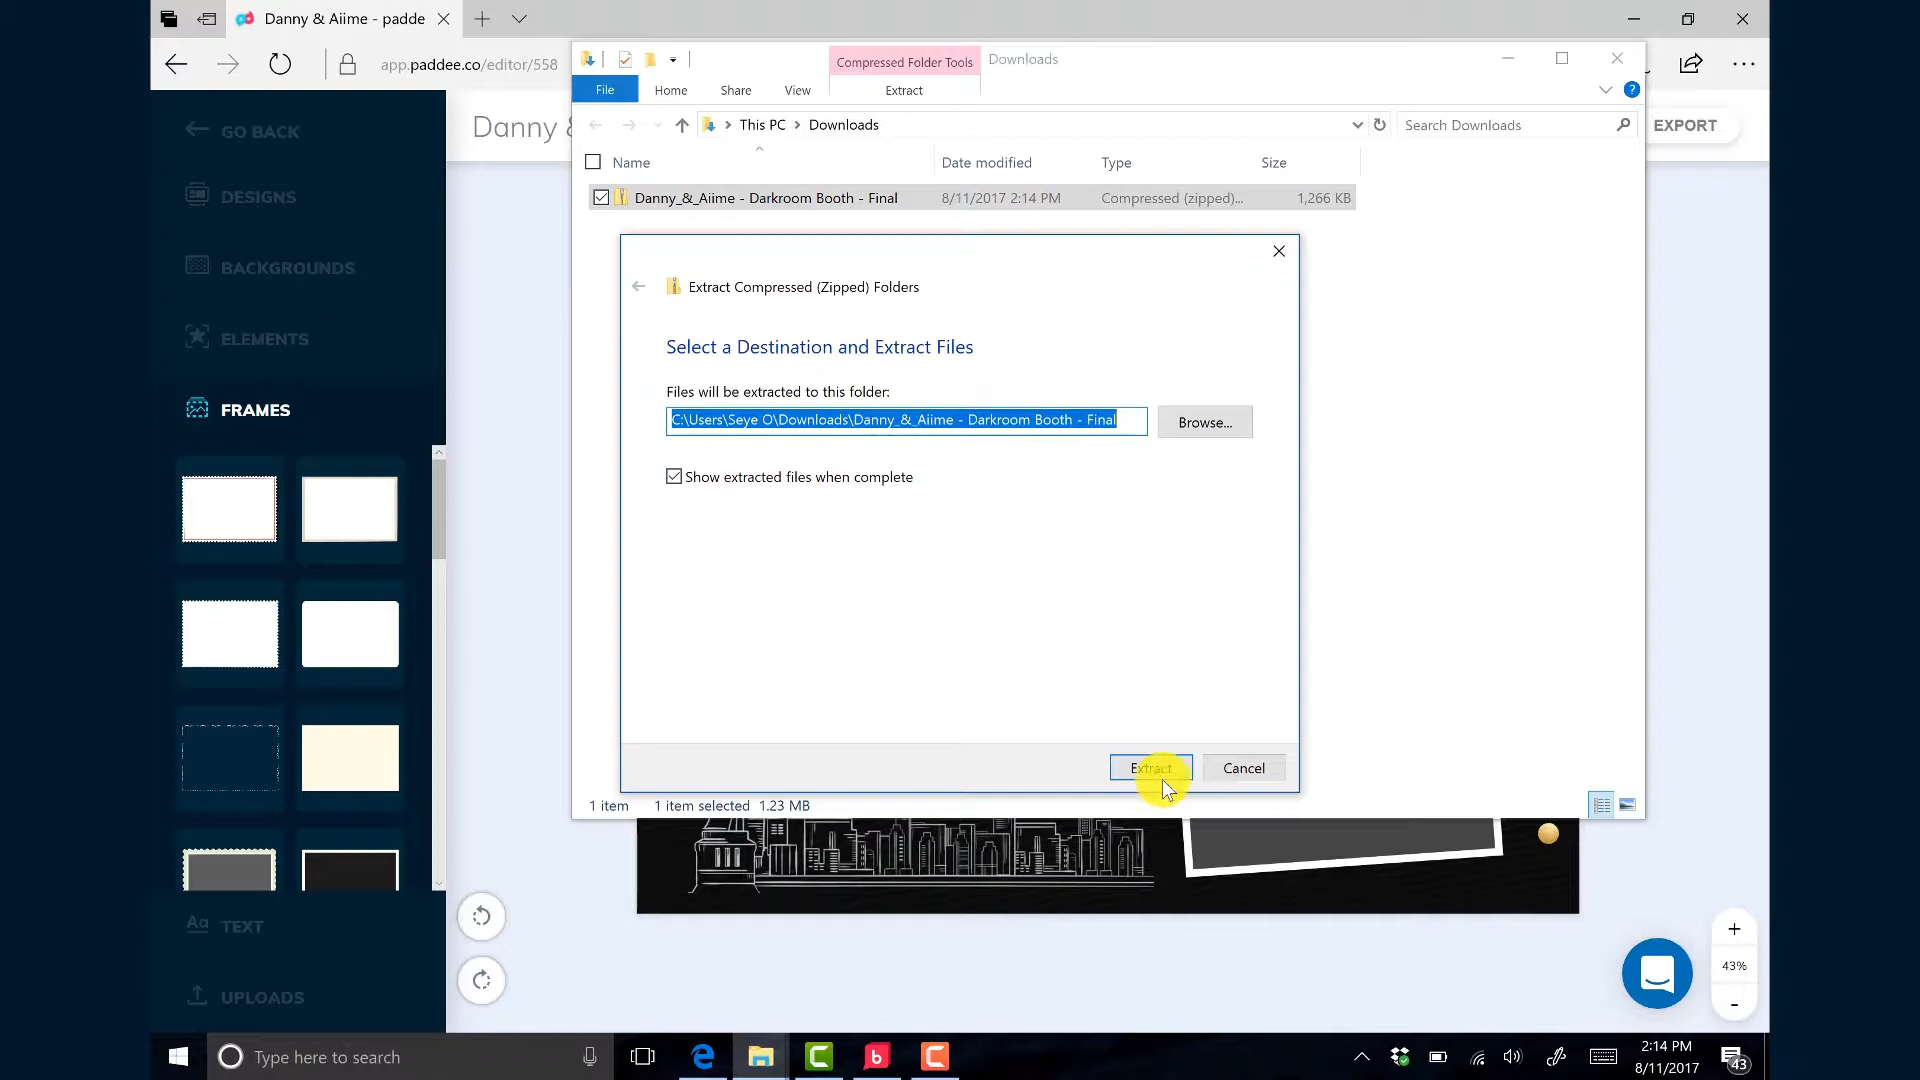 Danny & Aiime - padde
app.paddee.co/editor/558
Compressed Folder Tools
Downloads
File
Home
Share
View
Extract
This PC
Downloads
Search Downloads
Name
Date modified
Type
Size
Danny_&_Aiime - Darkroom Booth - Final
8/11/2017 2:14 PM
Compressed (zipped)...
1,266 KB
GO BACK
DESIGNS
BACKGROUNDS
ELEMENTS
FRAMES
TEXT
UPLOADS
Danny &
EXPORT
Extract Compressed (Zipped) Folders
Select a Destination and Extract Files
Files will be extracted to this folder:
C:\Users\Seye O\Downloads\Danny_&_Aiime - Darkroom Booth - Final
Browse...
Show extracted files when complete
Extract
Cancel
1 item
1 item selected 1.23 MB
43%
Type here to search
2:14 PM
8/11/2017
43